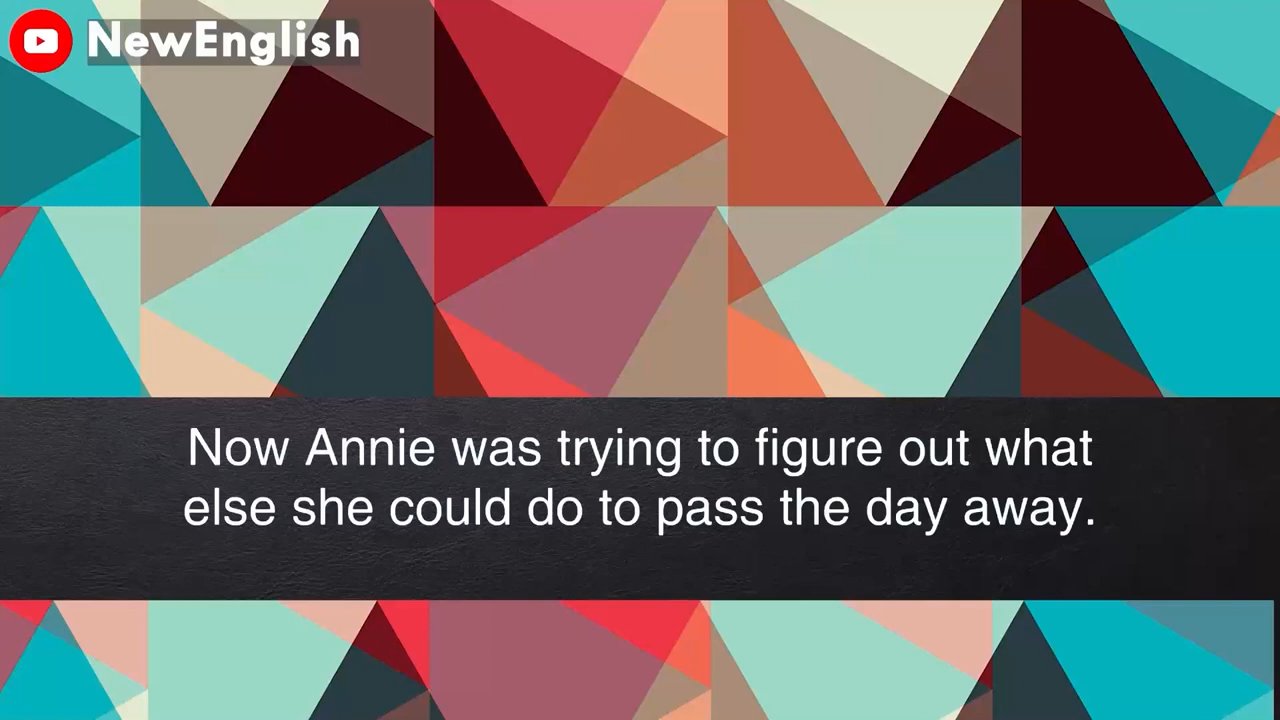 NewEnglish
Now Annie was trying to figure out what
else she could do to pass the day away.